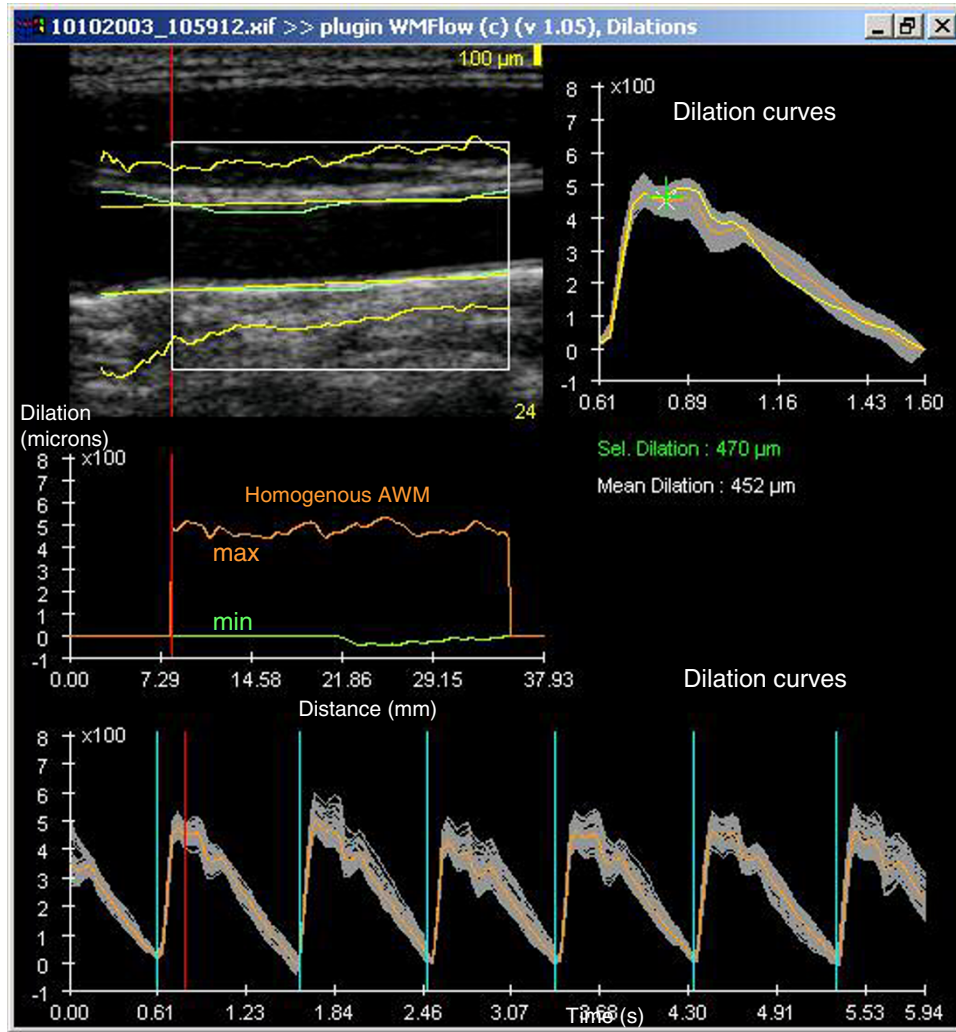 10102003_105912.xif >> plugin WMFlow (c) (v 1.05), Dilations
100 µm
24
x100
Dilation curves
8
7
6
5
4
3
2
1
0
-1
0.61 0.89 1.16 1.43 1.60
Sel. Dilation : 470 µm
Mean Dilation : 452 µm
Dilation
(microns)
x100
8
7
6
5
4
3
2
1
0
-1
Homogenous AWM
max
min
0.00 7.29 14.58 21.86 29.15 37.93
Distance (mm)
Dilation curves
x100
8
7
6
5
4
3
2
1
0
-1
0.00 0.61 1.23 1.84 2.46 3.07 3.68 4.30 4.91 5.53 5.94
Time (s)